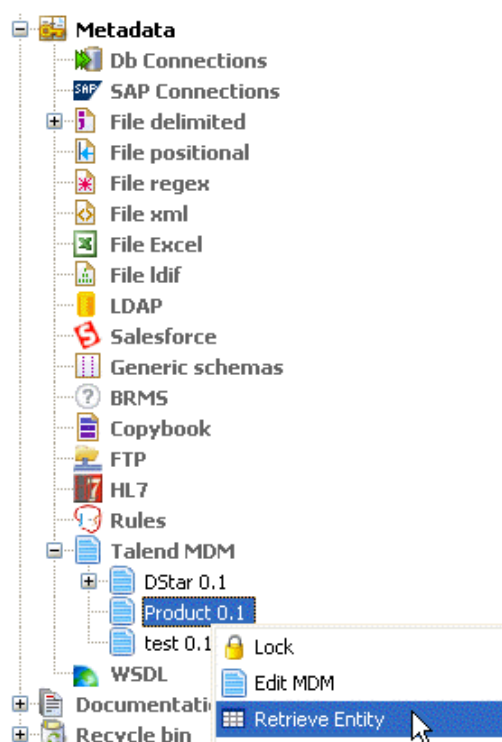 Metadata
Db Connections
SAP SAP Connections
File delimited
File positional
File regex
File xml
File Excel
File ldif
LDAP
Salesforce
Generic schemas
? BRMS
Copybook
FTP
HL7
Rules
Talend MDM
DStar 0.1
Product 0.1
test 0.1
Lock
WSDL
Edit MDM
Retrieve Entity
Recycle bin